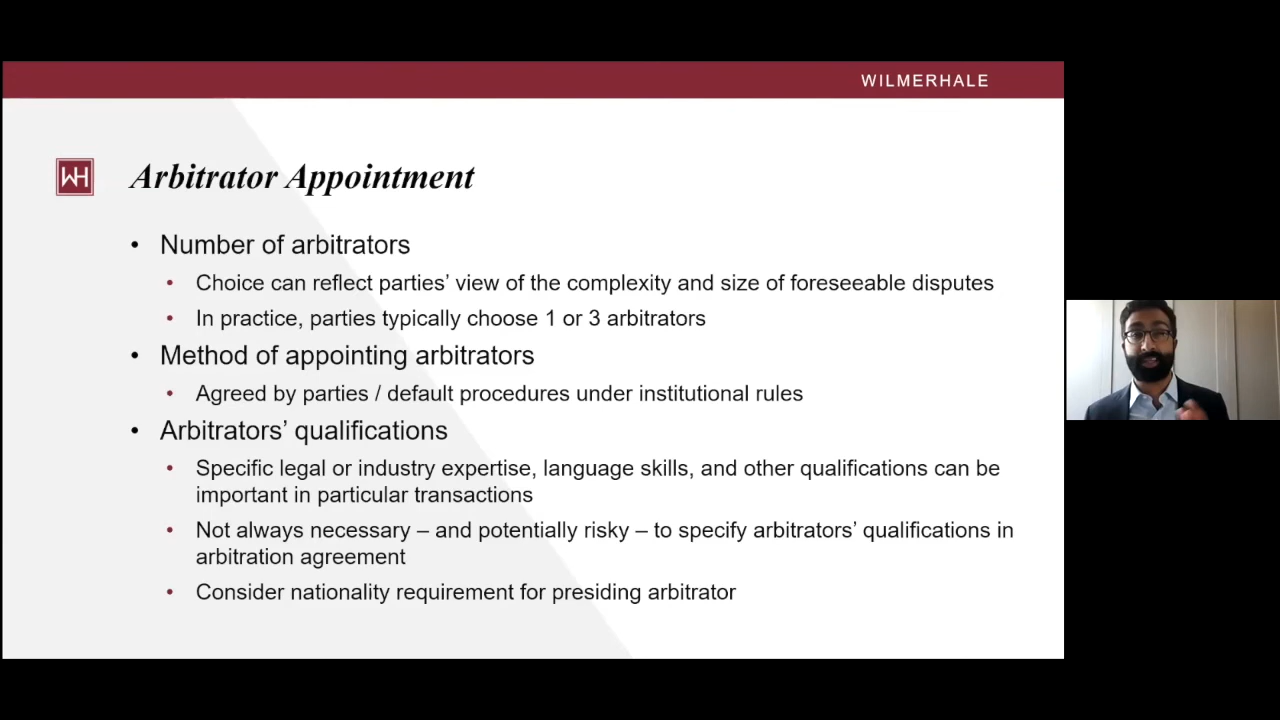 WILMERHALE
WH
Arbitrator Appointment
• Number of arbitrators
• Choice can reflect parties’ view of the complexity and size of foreseeable disputes
• In practice, parties typically choose 1 or 3 arbitrators
• Method of appointing arbitrators
• Agreed by parties / default procedures under institutional rules
• Arbitrators’ qualifications
• Specific legal or industry expertise, language skills, and other qualifications can be
important in particular transactions
• Not always necessary – and potentially risky – to specify arbitrators’ qualifications in
arbitration agreement
• Consider nationality requirement for presiding arbitrator